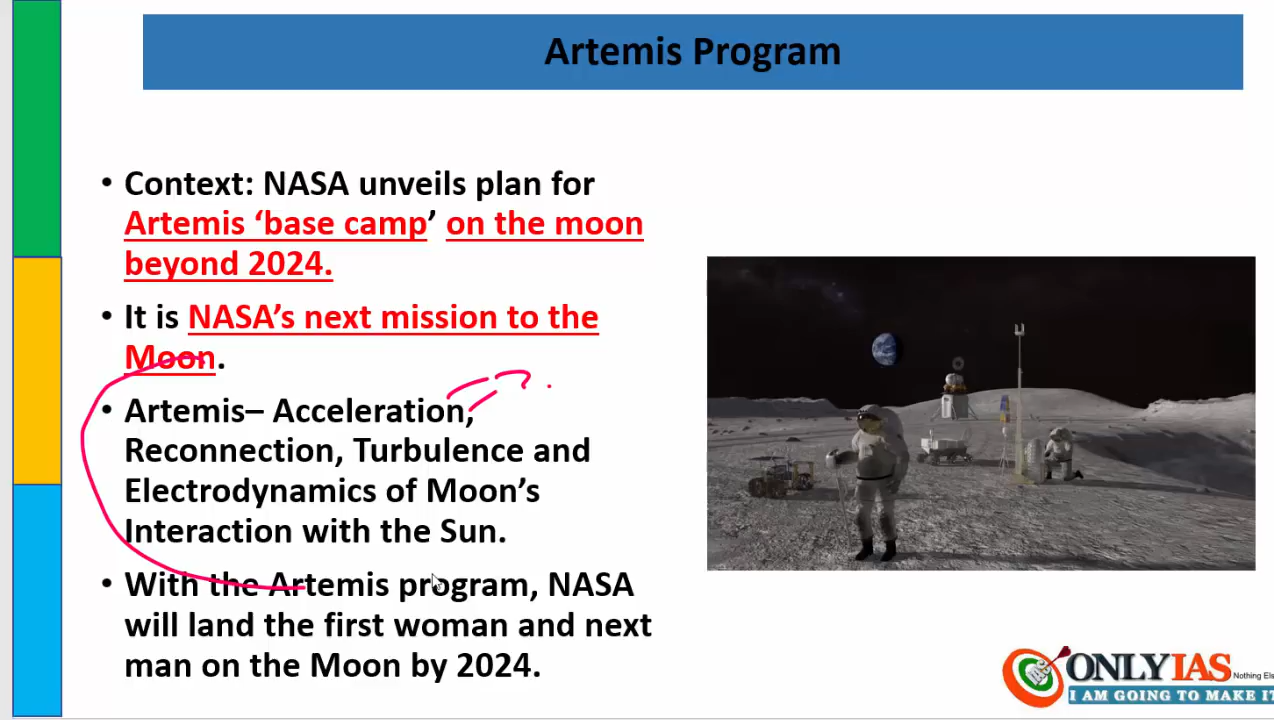 Artemis Program
• Context: NASA unveils plan for
Artemis ‘base camp’ on the moon
beyond 2024.
• It is NASA’s next mission to the
Moon.
• Artemis– Acceleration,
Reconnection, Turbulence and
Electrodynamics of Moon’s
Interaction with the Sun.
• With the Artemis program, NASA
will land the first woman and next
man on the Moon by 2024.
ONLYIAS Nothing Else
I AM GOING TO MAKE IT